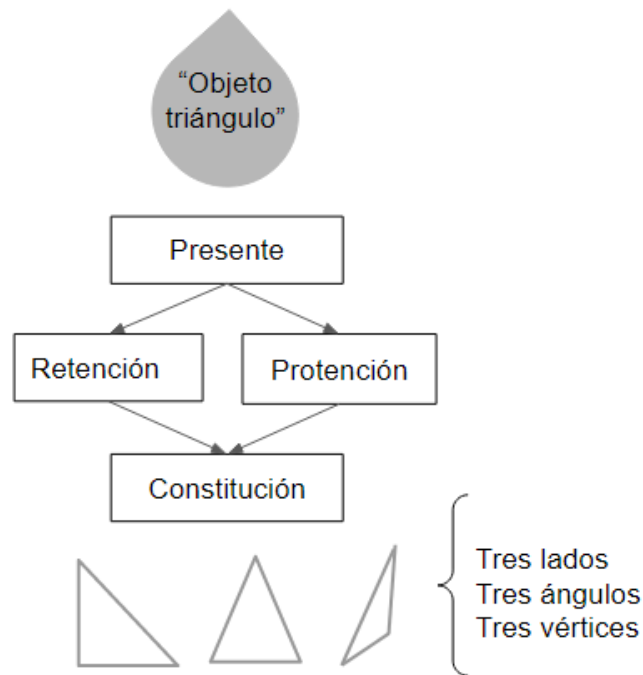 “Objeto
triángulo”
Presente
Retención
Protención
Constitución
Tres lados
Tres ángulos
Tres vértices